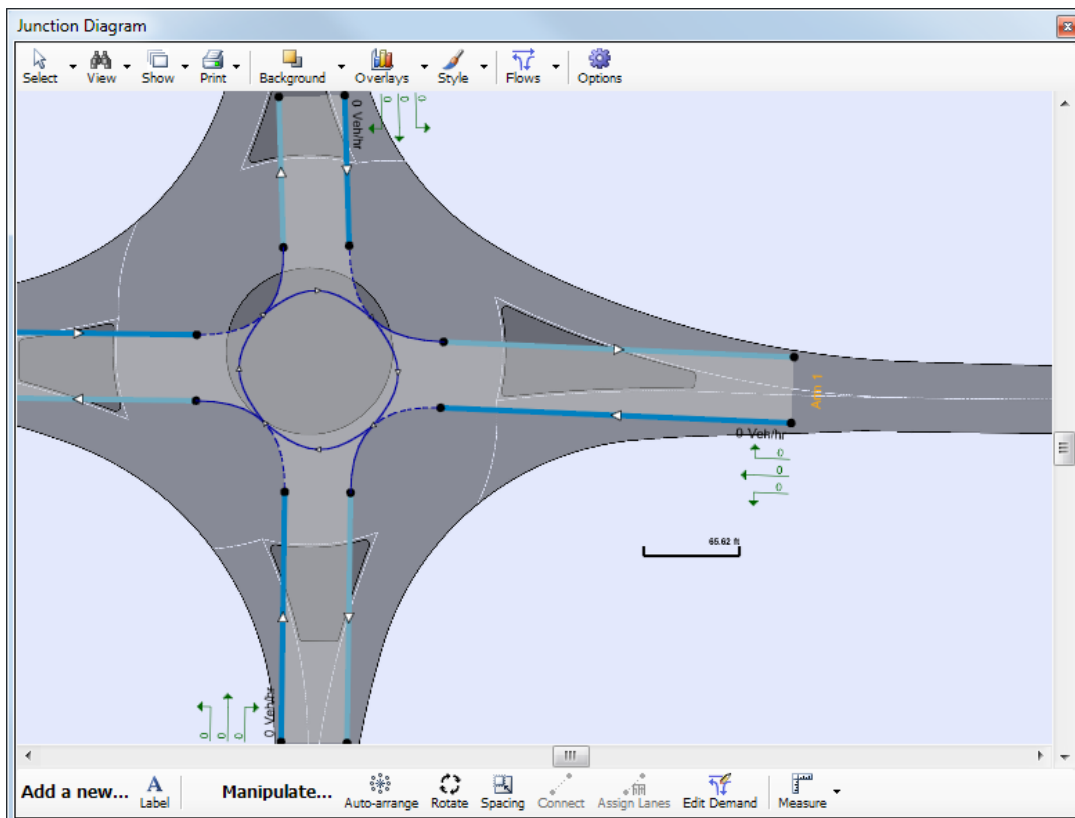 Junction Diagram
Select View Show Print Background Overlays Style Flows Options
0 Veh/hr
0 0 0
Arm 1
0 Veh/hr
0
0
0
65.62 ft
0 Veh/hr
0 0 0
Add a new... Label Manipulate... Auto-arrange Rotate Spacing Connect Assign Lanes Edit Demand Measure